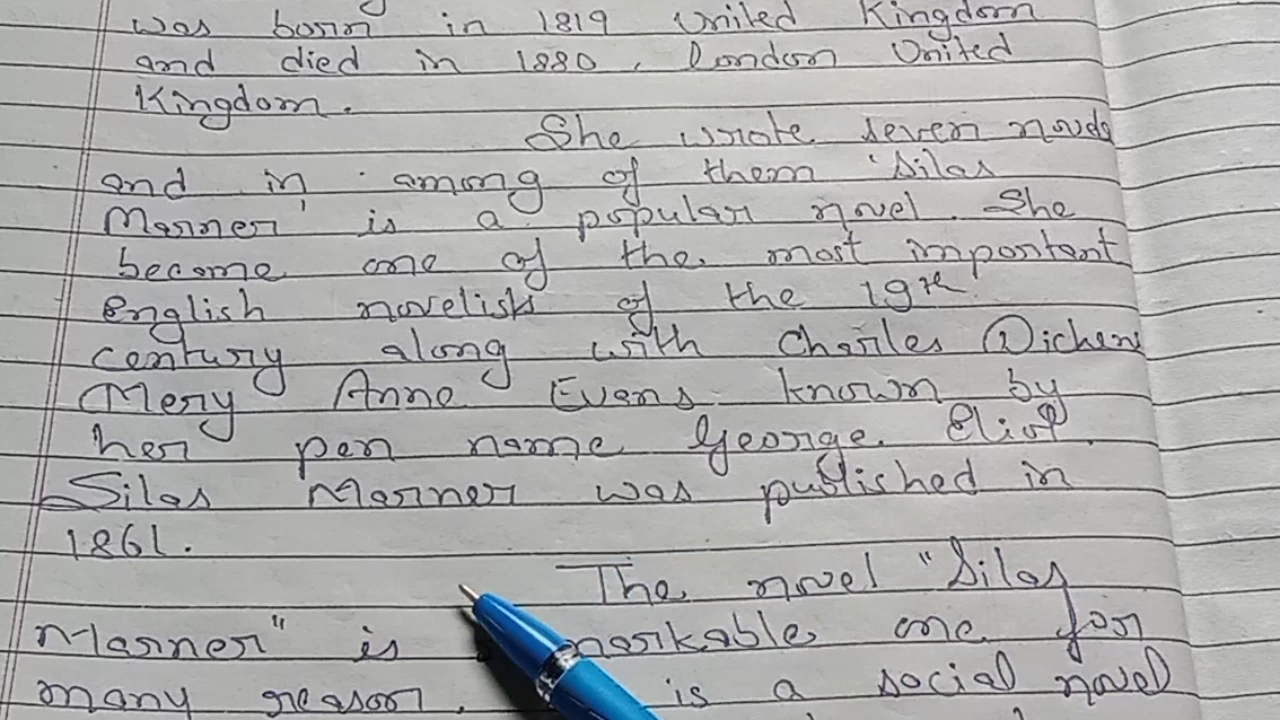 was born in 1819 United Kingdom
and died in 1880, London United
Kingdom.
She wrote seven novels
and in among of them 'Silas
Marner' is a popular novel. She
become one of the most important
english novelists of the 19th
century along with Charles Dickens
Mery Anne Evans known by
her pen name George Eliot.
Silas Marner was published in
1861.
The novel "Silas
Marner" is markable one for
many reason. is a social novel